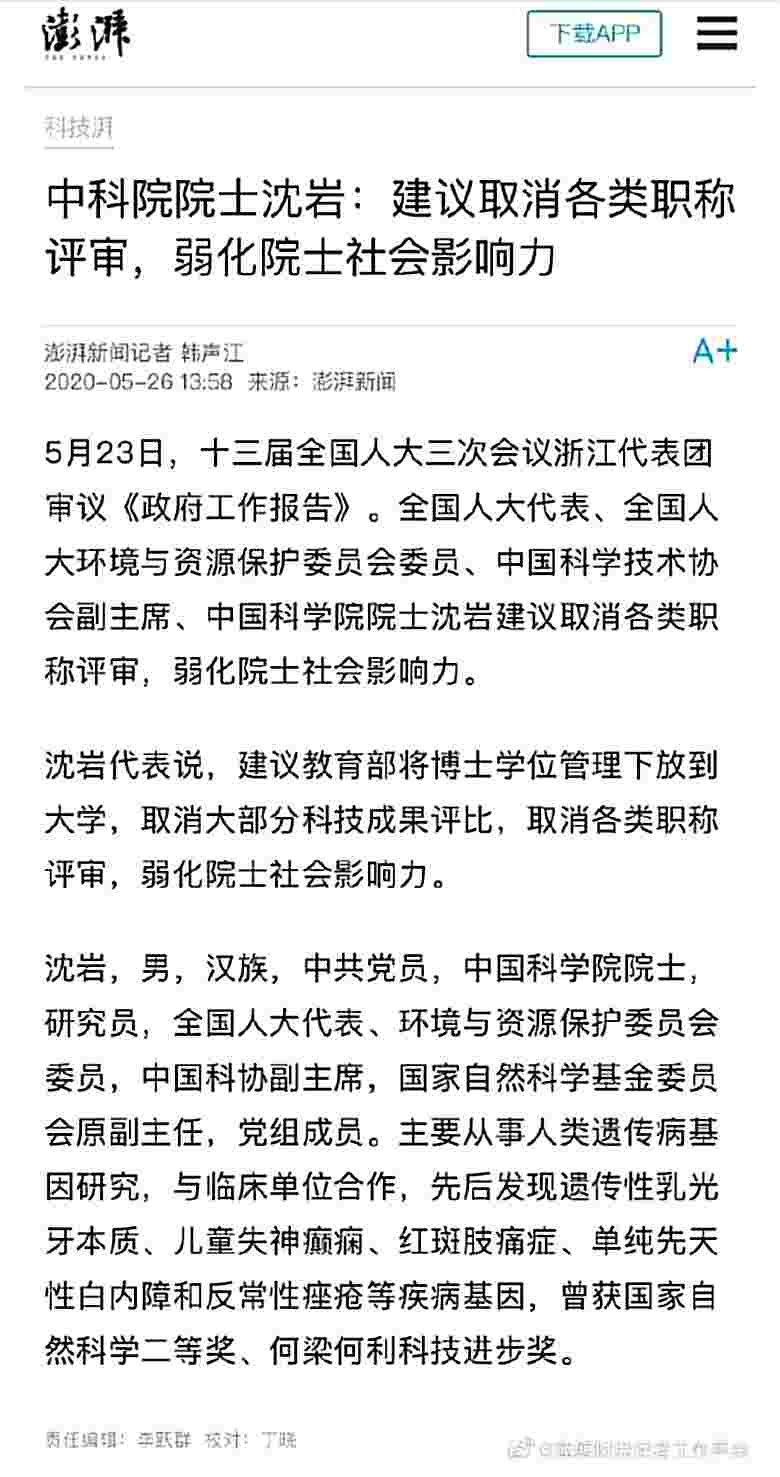 澎湃
THE PAPER
下载APP
科技湃
中科院院士沈岩：建议取消各类职称
评审，弱化院士社会影响力
澎湃新闻记者 韩声江
A+
2020-05-26 13:58 来源：澎湃新闻
5月23日，十三届全国人大三次会议浙江代表团
审议《政府工作报告》。全国人大代表、全国人
大环境与资源保护委员会委员、中国科学技术协
会副主席、中国科学院院士沈岩建议取消各类职
称评审，弱化院士社会影响力。
沈岩代表说，建议教育部将博士学位管理下放到
大学，取消大部分科技成果评比，取消各类职称
评审，弱化院士社会影响力。
沈岩，男，汉族，中共党员，中国科学院院士，
研究员，全国人大代表、环境与资源保护委员会
委员，中国科协副主席，国家自然科学基金委员
会原副主任，党组成员。主要从事人类遗传病基
因研究，与临床单位合作，先后发现遗传性乳光
牙本质、儿童失神癫痫、红斑肢痛症、单纯先天
性白内障和反常性痤疮等疾病基因，曾获国家自
然科学二等奖、何梁何利科技进步奖。
责任编辑：李跃群 校对：丁晓